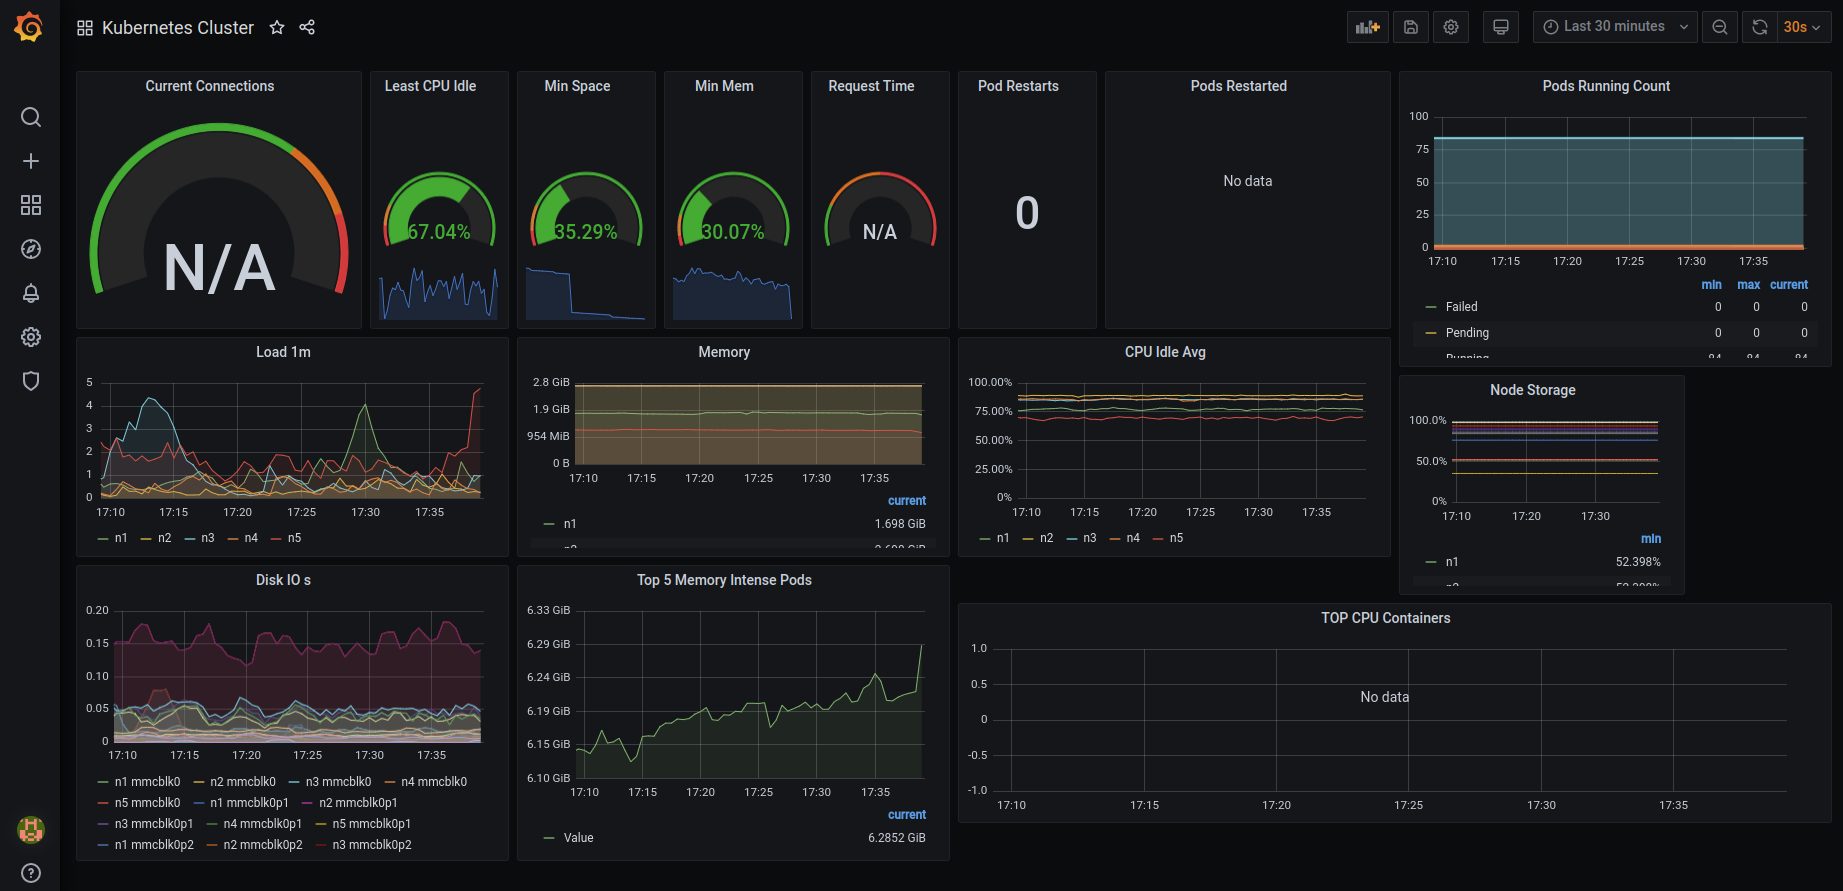 Kubernetes Cluster
Last 30 minutes
30s
Current Connections
N/A
Least CPU Idle
67.04%
Min Space
35.29%
Min Mem
30.07%
Request Time
N/A
Pod Restarts
0
Pods Restarted
No data
Pods Running Count
100
75
50
25
0
17:10 17:15 17:20 17:25 17:30 17:35
min max current
Failed 0 0 0
Pending 0 0 0
Running 84 84 84
Load 1m
5
4
3
2
1
0
17:10 17:15 17:20 17:25 17:30 17:35
n1 n2 n3 n4 n5
Memory
2.8 GiB
1.9 GiB
954 MiB
0 B
17:10 17:15 17:20 17:25 17:30 17:35
current
n1 1.698 GiB
CPU Idle Avg
100.00%
75.00%
50.00%
25.00%
0%
17:10 17:15 17:20 17:25 17:30 17:35
n1 n2 n3 n4 n5
Node Storage
100.0%
50.0%
0%
17:10 17:20 17:30
min
n1 52.398%
Disk IO s
0.20
0.15
0.10
0.05
0
17:10 17:15 17:20 17:25 17:30 17:35
n1 mmcblk0 n2 mmcblk0 n3 mmcblk0 n4 mmcblk0
n5 mmcblk0 n1 mmcblk0p1 n2 mmcblk0p1
n3 mmcblk0p1 n4 mmcblk0p1 n5 mmcblk0p1
n1 mmcblk0p2 n2 mmcblk0p2 n3 mmcblk0p2
Top 5 Memory Intense Pods
6.33 GiB
6.29 GiB
6.24 GiB
6.19 GiB
6.15 GiB
6.10 GiB
17:10 17:15 17:20 17:25 17:30 17:35
current
Value 6.2852 GiB
TOP CPU Containers
1.0
0.5
0
-0.5
-1.0
No data
17:10 17:15 17:20 17:25 17:30 17:35